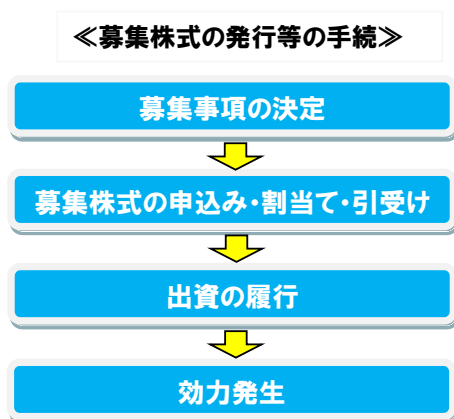 ≪募集株式の発行等の手続≫
募集事項の決定
募集株式の申込み・割当て・引受け
出資の履行
効力発生